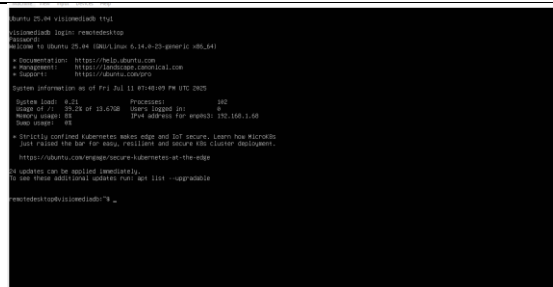 Ubuntu 25.04 visiomediadb tty1
visiomediadb login: remotedesktop
Password:
Welcome to Ubuntu 25.04 (GNU/Linux 6.14.0-23-generic x86_64)
* Documentation: https://help.ubuntu.com
* Management: https://landscape.canonical.com
* Support: https://ubuntu.com/pro
System information as of Fri Jul 11 07:48:09 PM UTC 2025
System load: 0.21 Processes: 102
Usage of /: 39.2% of 13.67GB Users logged in: 0
Memory usage: 8% IPv4 address for enp0s3: 192.168.1.60
Swap usage: 0%
* Strictly confined Kubernetes makes edge and IoT secure. Learn how MicroK8s
just raised the bar for easy, resilient and secure K8s cluster deployment.
https://ubuntu.com/engage/secure-kubernetes-at-the-edge
24 updates can be applied immediately.
To see these additional updates run: apt list --upgradable
remotedesktop@visiomediadb:~$ _